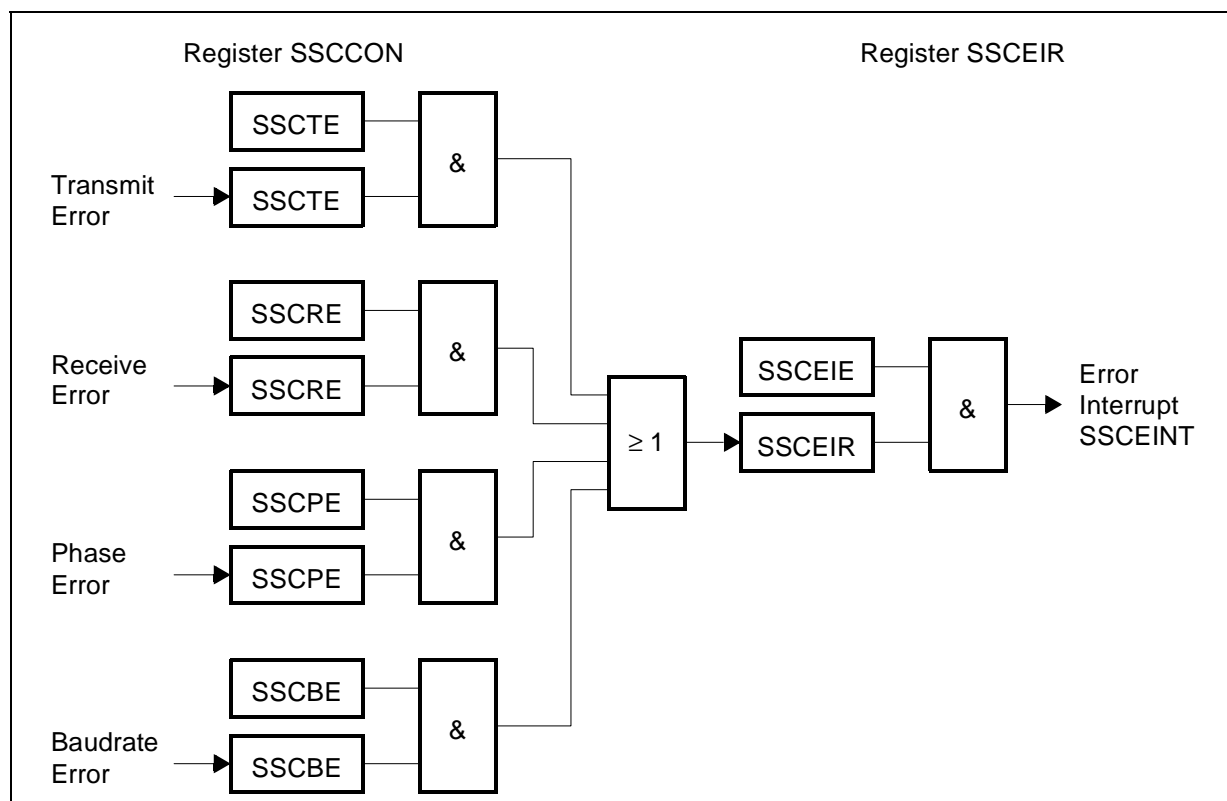 Register SSCCON
Register SSCEIR
SSCTE
&
Transmit
Error
SSCTE
SSCRE
&
Receive
Error
SSCRE
SSCPE
&
Phase
Error
SSCPE
SSCBE
&
Baudrate
Error
SSCBE
≥ 1
SSCEIE
SSCEIR
&
Error
Interrupt
SSCEINT